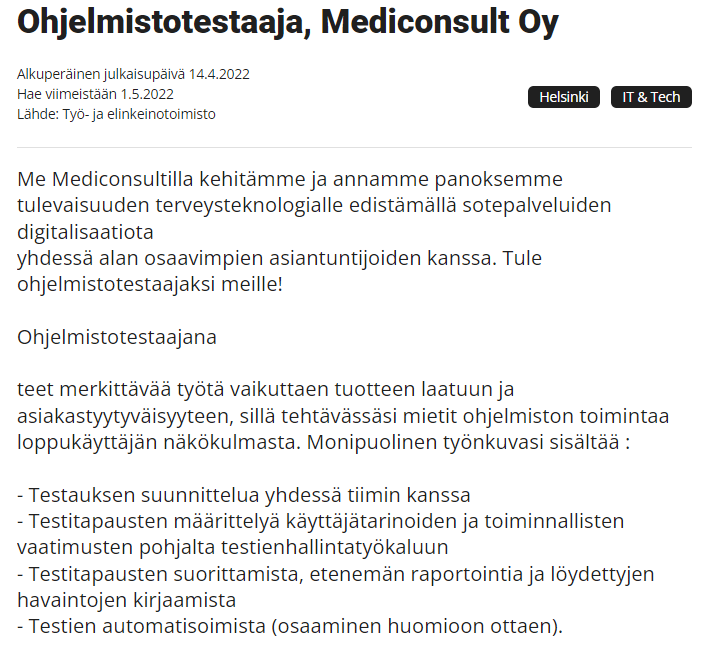 Ohjelmistotestaaja, Mediconsult Oy
Alkuperäinen julkaisupäivä 14.4.2022
Hae viimeistään 1.5.2022
Lähde: Työ- ja elinkeinotoimisto
Helsinki
IT & Tech
Me Mediconsultilla kehitämme ja annamme panoksemme
tulevaisuuden terveysteknologialle edistämällä sotepalveluiden
digitalisaatiota
yhdessä alan osaavimpien asiantuntijoiden kanssa. Tule
ohjelmistotestaajaksi meille!
Ohjelmistotestaajana
teet merkittävää työtä vaikuttaen tuotteen laatuun ja
asiakastyytyväisyyteen, sillä tehtävässäsi mietit ohjelmiston toimintaa
loppukäyttäjän näkökulmasta. Monipuolinen työnkuvasi sisältää :
- Testauksen suunnittelua yhdessä tiimin kanssa
- Testitapausten määrittelyä käyttäjätarinoiden ja toiminnallisten
vaatimusten pohjalta testienhallintatyökaluun
- Testitapausten suorittamista, etenemän raportointia ja löydettyjen
havaintojen kirjaamista
- Testien automatisoimista (osaaminen huomioon ottaen).